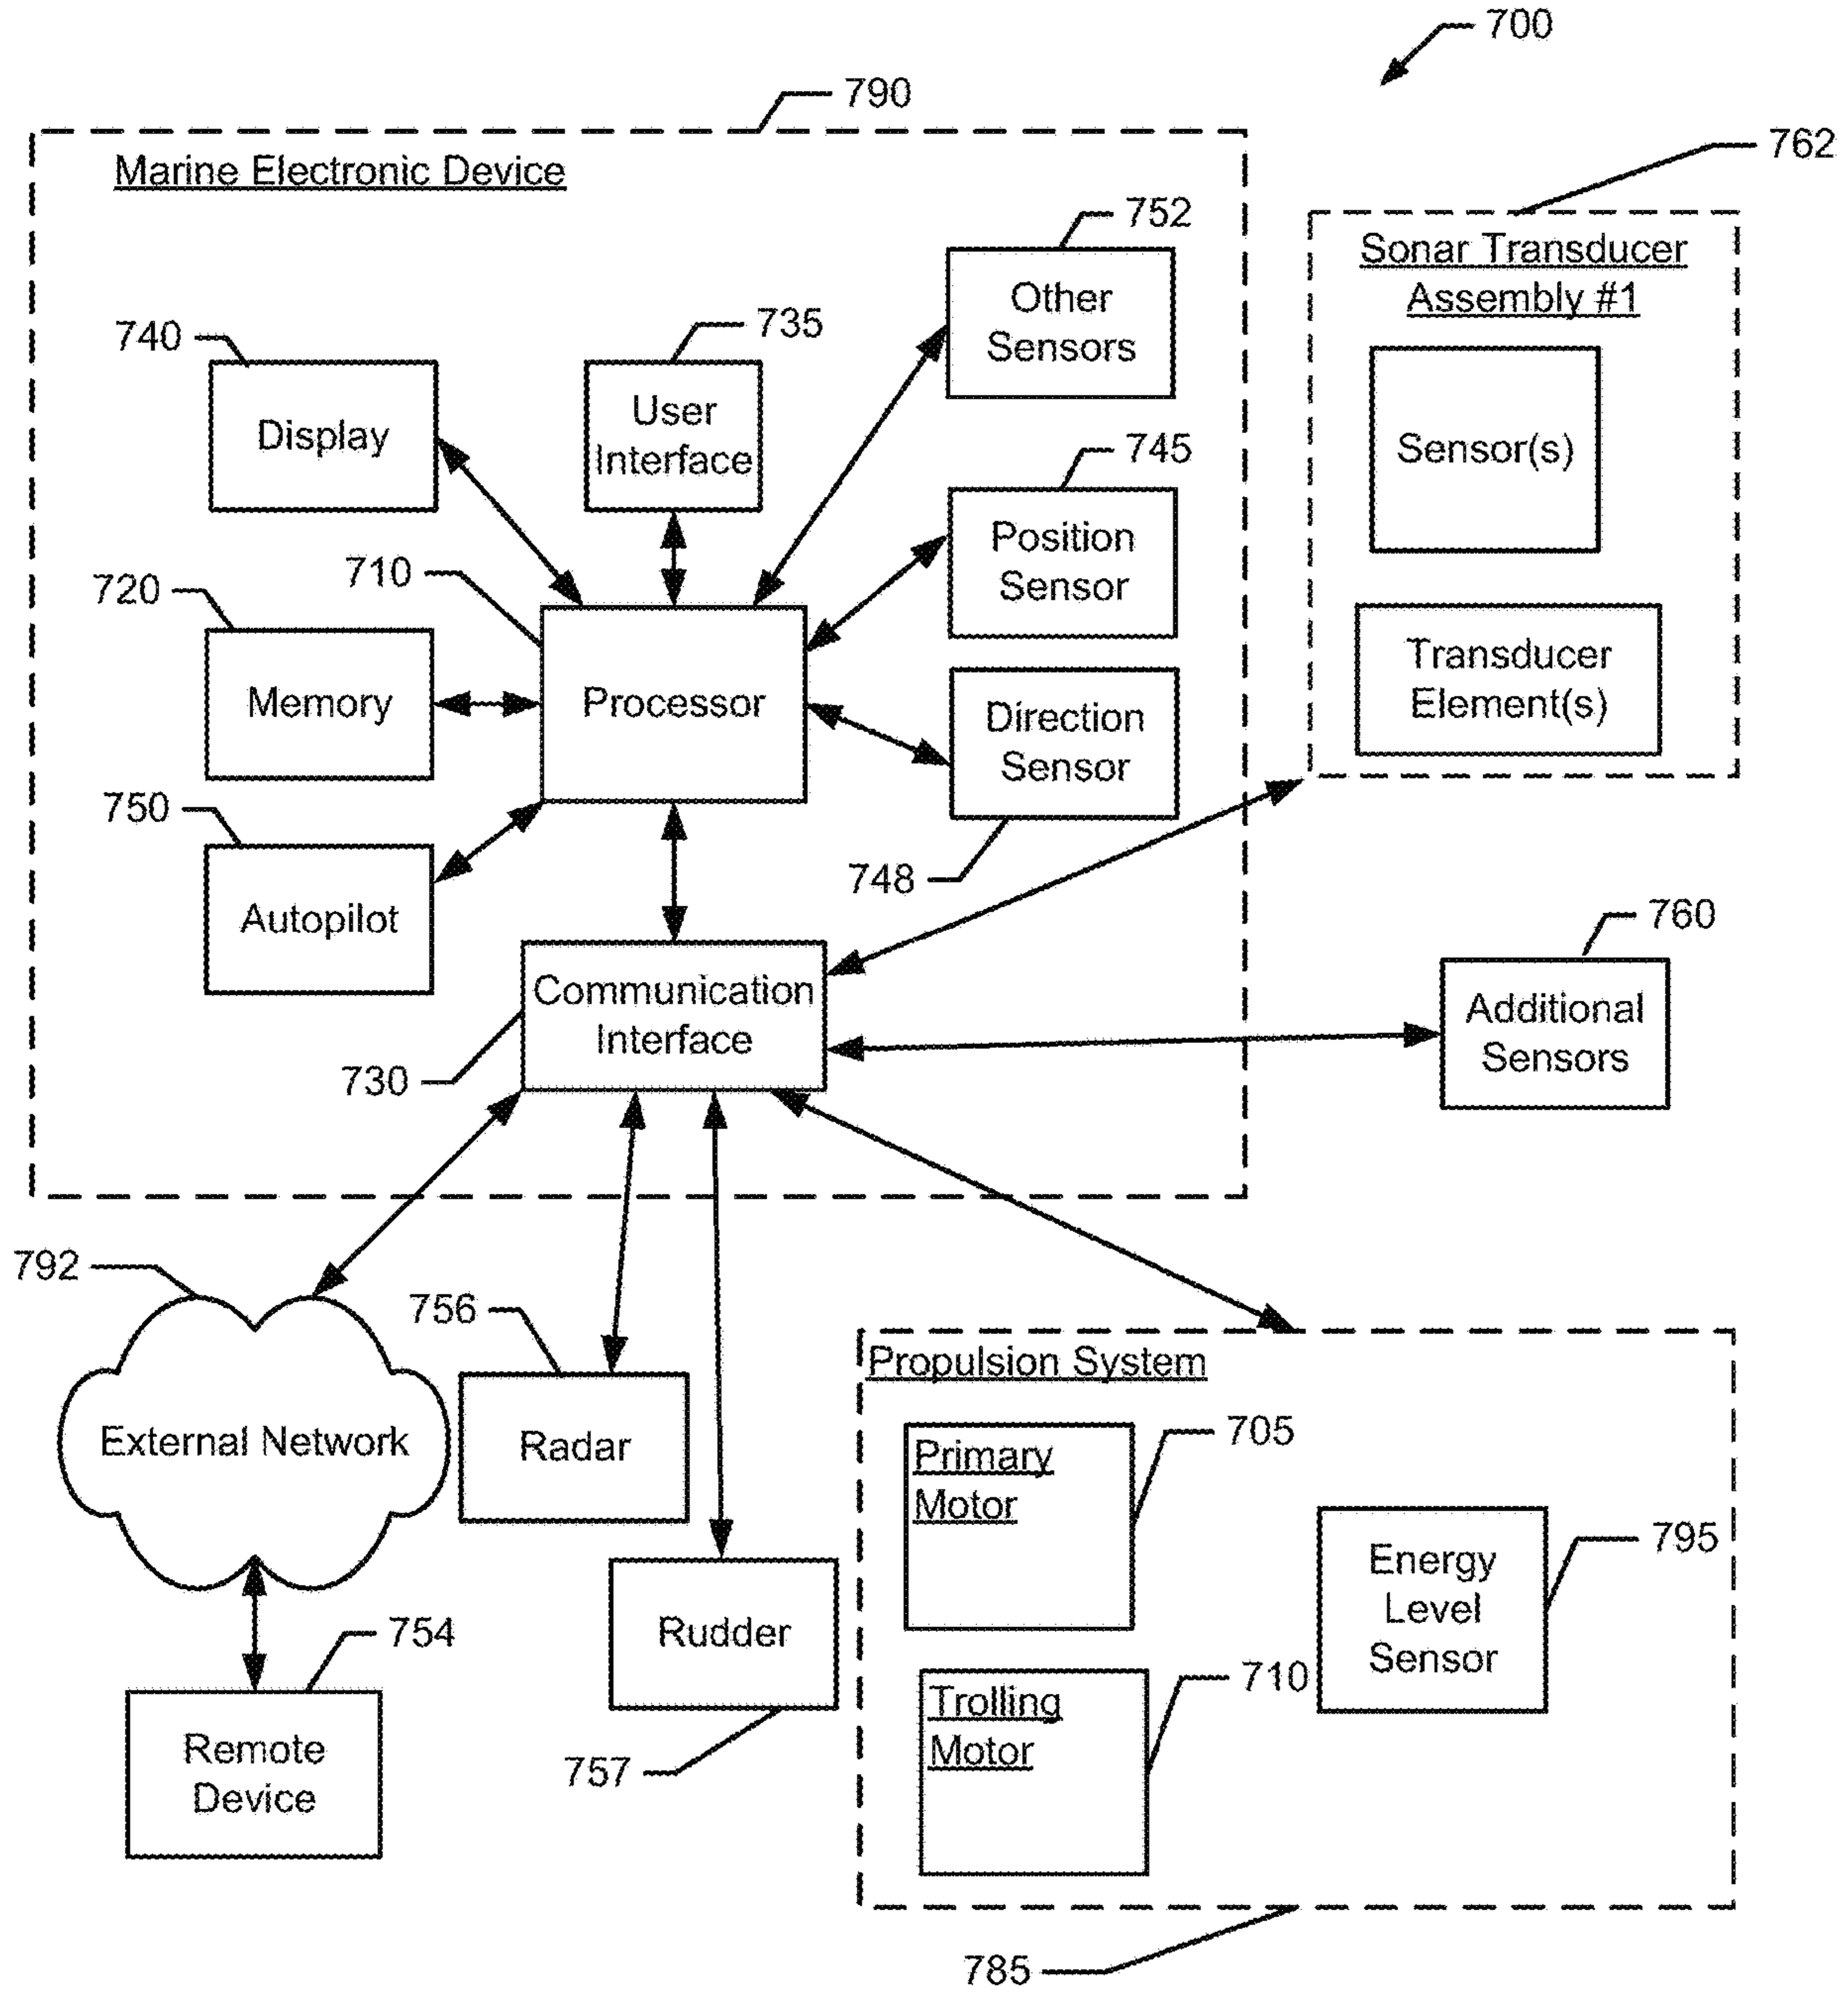 700
790
762
Marine Electronic Device
752
Sonar Transducer
Assembly #1
Other
Sensors
740
735
Display
User
Interface
745
Sensor(s)
Position
Sensor
710
720
Transducer
Element(s)
Memory
Processor
Direction
Sensor
750
748
Autopilot
760
Communication
Interface
Additional
Sensors
730
792
756
Propulsion System
External Network
Radar
705
Primary
Motor
795
Energy
Level
Sensor
754
Rudder
710
Trolling
Motor
Remote
Device
757
785